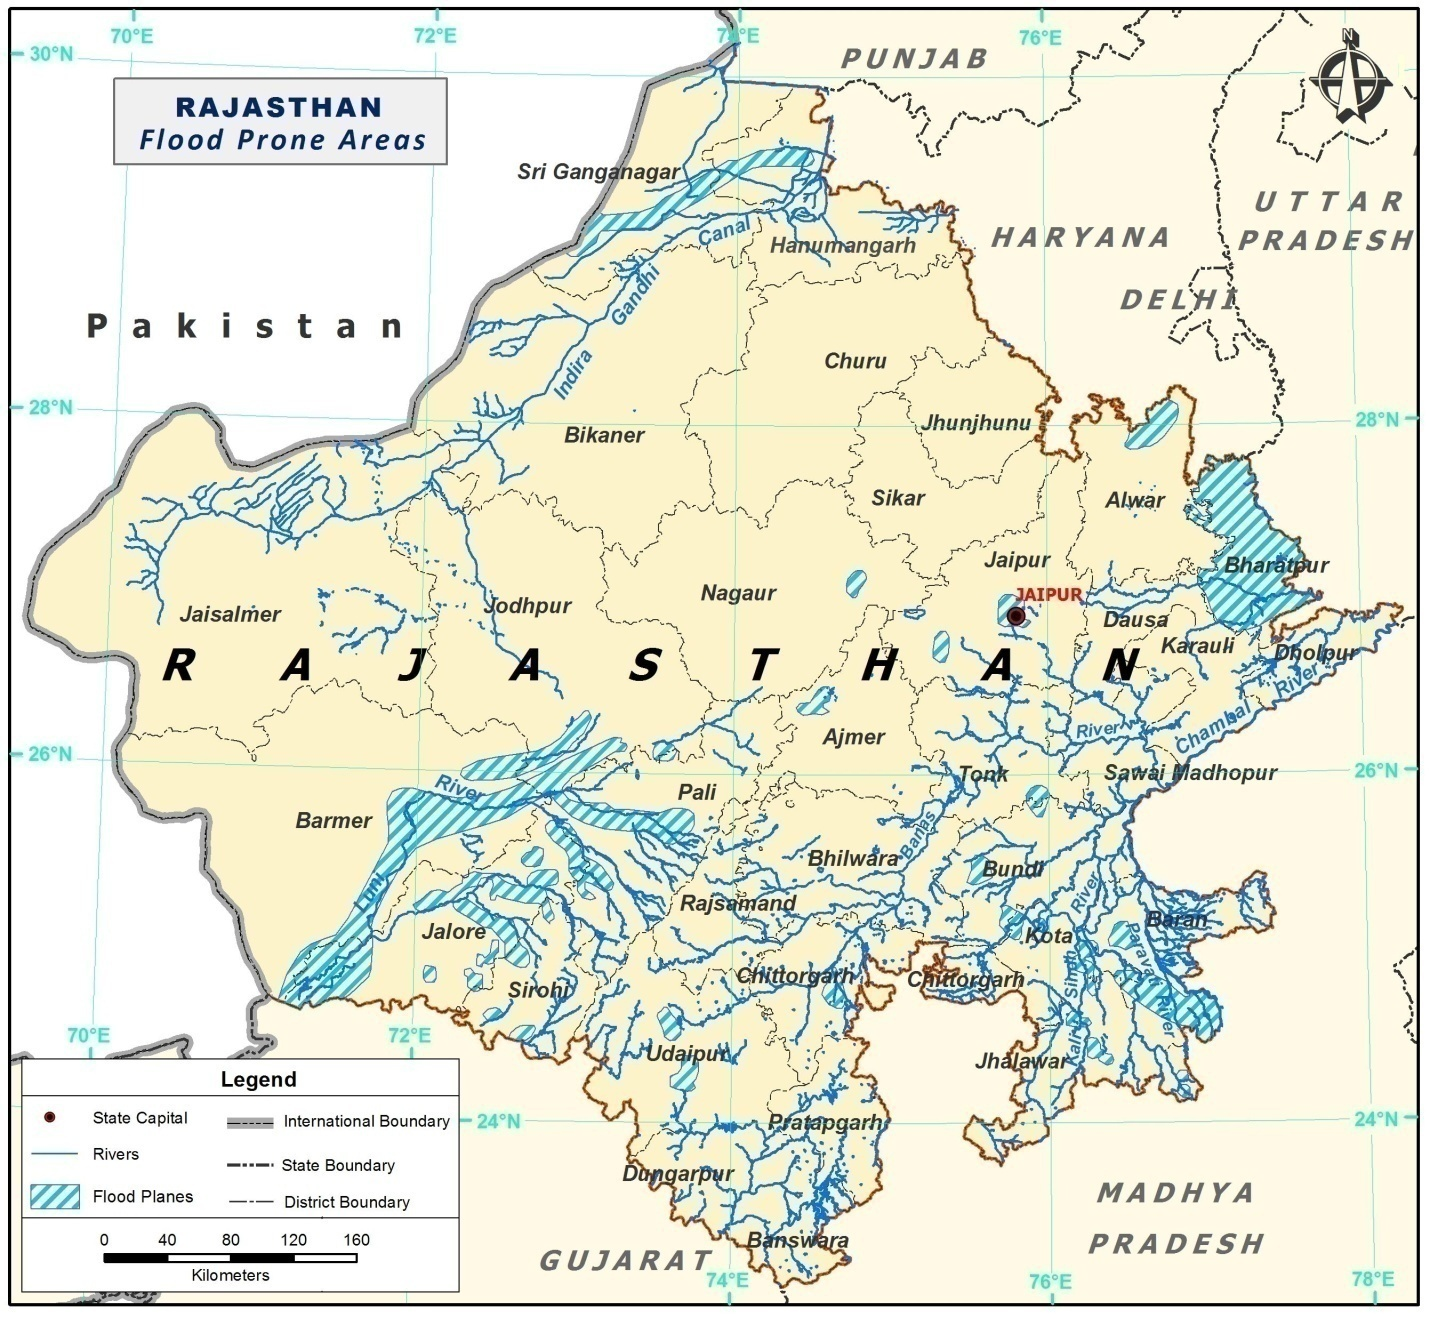 70°E
72°E
74°E
76°E
30°N
PUNJAB
RAJASTHAN
Flood Prone Areas
N
Sri Ganganagar
UTTAR
PRADESH
HARYANA
Canal
Hanumangarh
DELHI
Gandhi
Pakistan
Churu
Indira
28°N
28°N
Jhunjhunu
Bikaner
Sikar
Alwar
Jaipur
Bharatpur
Nagaur
JAIPUR
Jaisalmer
Jodhpur
Dausa
Karauli
Dholpur
RAJASTHAN
River
Chambal
River
Ajmer
26°N
26°N
Tonk
Sawai Madhopur
River
Pali
Barmer
Banas
Bhilwara
Bundi
Luni
River
Rajsamand
Baran
Jalore
Kota
Paravan
Chittorgarh
Chittorgarh
Sindh
Sirohi
River
Kali
70°E
72°E
Udaipur
Jhalawar
Legend
State Capital
International Boundary
24°N
24°N
Pratapgarh
Rivers
State Boundary
Dungarpur
Flood Planes
District Boundary
MADHYA
PRADESH
0 40 80 120 160
Kilometers
Banswara
GUJARAT
74°E
76°E
78°E